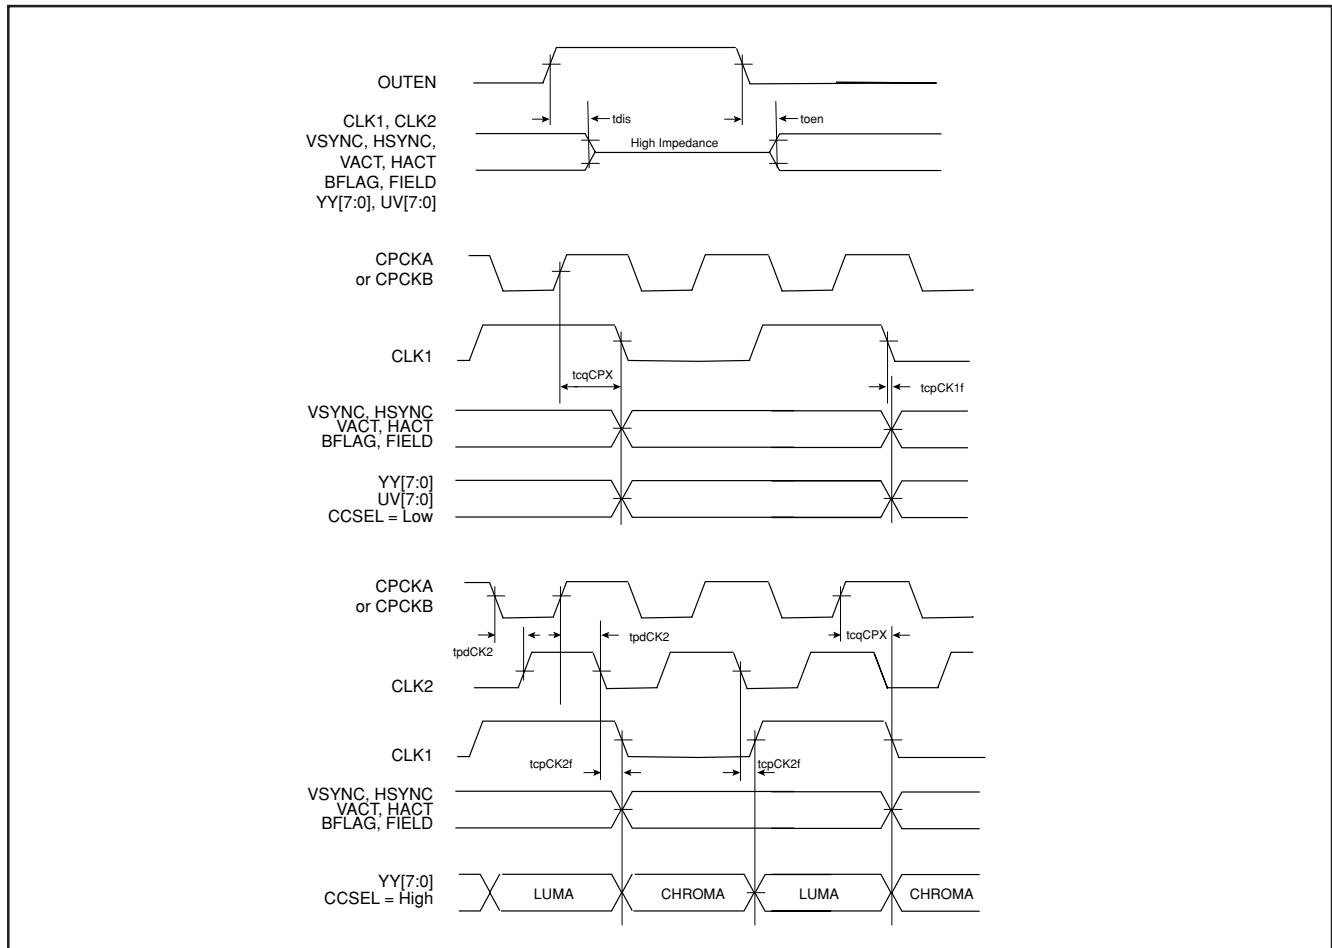 OUTEN
CLK1, CLK2
VSYNC, HSYNC,
VACT, HACT
BFLAG, FIELD
YY[7:0], UV[7:0]
tdis
toen
High Impedance
CPCKA
or CPCKB
CLK1
tcqCPX
tcpCK1f
VSYNC, HSYNC
VACT, HACT
BFLAG, FIELD
YY[7:0]
UV[7:0]
CCSEL = Low
CPCKA
or CPCKB
tpdCK2
tpdCK2
tcqCPX
CLK2
CLK1
tcpCK2f
tcpCK2f
VSYNC, HSYNC
VACT, HACT
BFLAG, FIELD
YY[7:0]
CCSEL = High
LUMA
CHROMA
LUMA
CHROMA